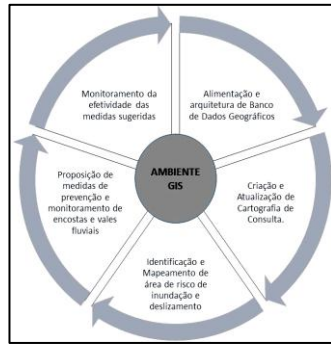 Monitoramento da
efetividade das
medidas sugeridas
Alimentação e
arquitetura de Banco
de Dados Geográficos
AMBIENTE
GIS
Proposição de
medidas de
prevenção e
monitoramento de
encostas e vales
fluviais
Criação e
Atualização de
Cartografia de
Consulta.
Identificação e
Mapeamento de
área de risco de
inundação e
deslizamento